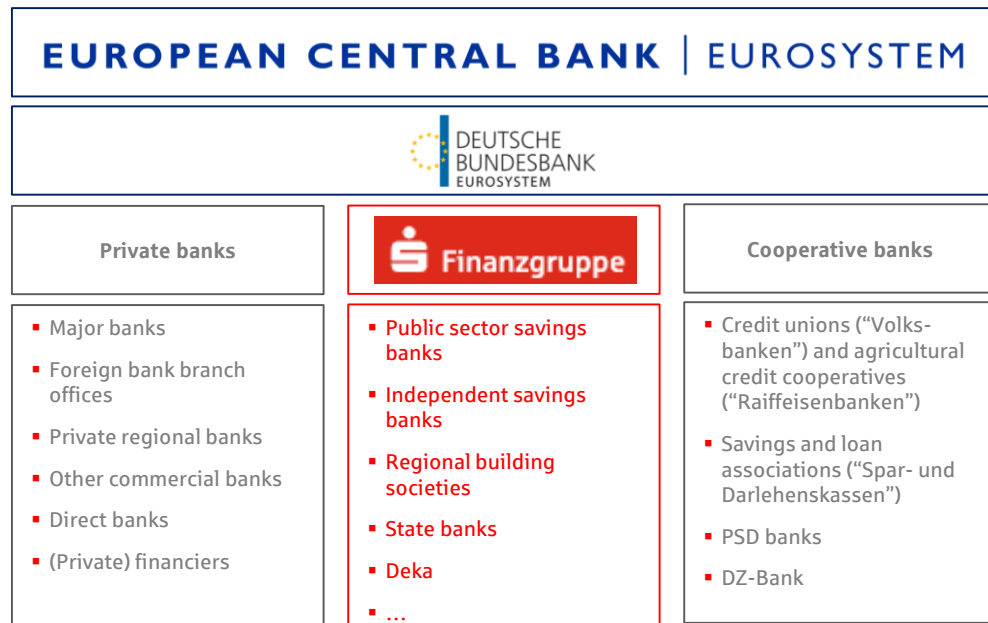 EUROPEAN CENTRAL BANK | EUROSYSTEM
DEUTSCHE
BUNDESBANK
EUROSYSTEM
Private banks
Finanzgruppe
Cooperative banks
▪ Major banks
▪ Foreign bank branch
offices
▪ Private regional banks
▪ Other commercial banks
▪ Direct banks
▪ (Private) financiers
▪ Public sector savings
banks
▪ Independent savings
banks
▪ Regional building
societies
▪ State banks
▪ Deka
▪ ...
▪ Credit unions (“Volks-
banken”) and agricultural
credit cooperatives
(“Raiffeisenbanken”)
▪ Savings and loan
associations (“Spar- und
Darlehenskassen”)
▪ PSD banks
▪ DZ-Bank